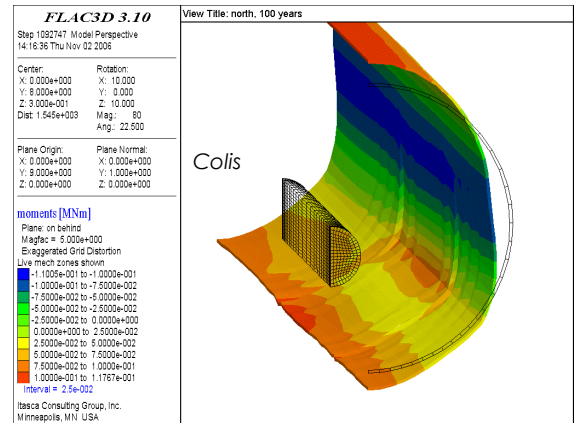 FLAC3D 3.10
Step 1092747 Model Perspective
14:16:36 Thu Nov 02 2006
Center: Rotation:
X: 0.000e+000 X: 10.000
Y: 8.000e+000 Y: 0.000
Z: 3.000e-001 Z: 10.000
Dist: 1.545e+003 Mag.: 80
Ang.: 22.500
Plane Origin: Plane Normal:
X: 0.000e+000 X: 0.000e+000
Y: 9.000e+000 Y: 1.000e+000
Z: 0.000e+000 Z: 0.000e+000
moments [MNm]
Plane: on behind
Magfac = 5.000e+000
Exaggerated Grid Distortion
Live mech zones shown
-1.1005e-001 to -1.0000e-001
-1.0000e-001 to -7.5000e-002
-7.5000e-002 to -5.0000e-002
-5.0000e-002 to -2.5000e-002
-2.5000e-002 to 0.0000e+000
0.0000e+000 to 2.5000e-002
2.5000e-002 to 5.0000e-002
5.0000e-002 to 7.5000e-002
7.5000e-002 to 1.0000e-001
1.0000e-001 to 1.1767e-001
Interval = 2.5e-002
Itasca Consulting Group, Inc.
Minneapolis, MN USA
View Title: north, 100 years
Colis